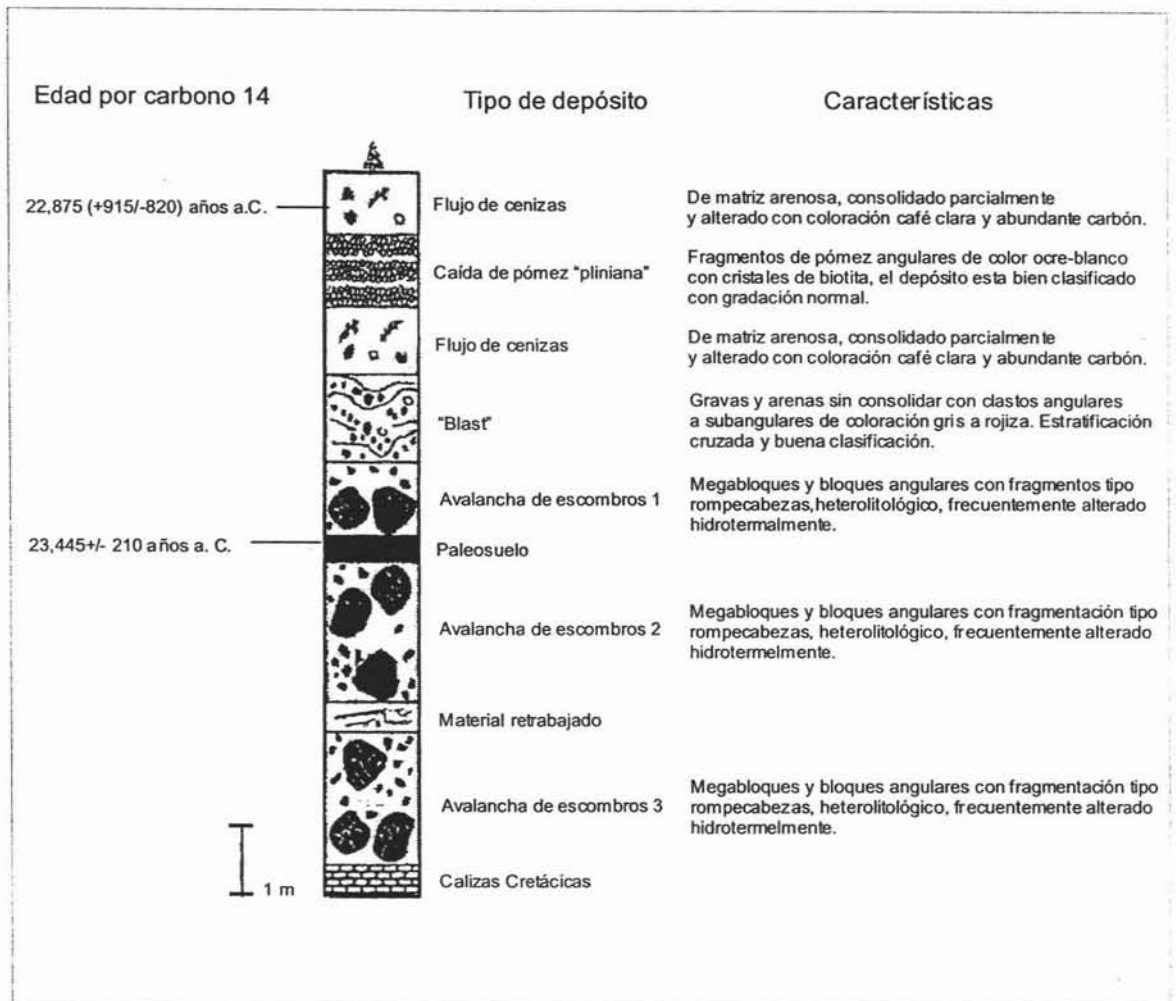 Edad por carbono 14
Tipo de depósito
Características
22,875 (+915/-820) años a.C.
Flujo de cenizas
De matriz arenosa, consolidado parcialmente
y alterado con coloración café clara y abundante carbón.
Caída de pómez "pliniana"
Fragmentos de pómez angulares de color ocre-blanco
con cristales de biotita, el depósito esta bien clasificado
con gradación normal.
Flujo de cenizas
De matriz arenosa, consolidado parcialmente
y alterado con coloración café clara y abundante carbón.
"Blast"
Gravas y arenas sin consolidar con clastos angulares
a subangulares de coloración gris a rojiza. Estratificación
cruzada y buena clasificación.
Avalancha de escombros 1
Megabloques y bloques angulares con fragmentos tipo
rompecabezas,heterolitológico, frecuentemente alterado
hidrotermalmente.
23,445+/- 210 años a. C.
Paleosuelo
Avalancha de escombros 2
Megabloques y bloques angulares con fragmentación tipo
rompecabezas, heterolitológico, frecuentemente alterado
hidrotermelmente.
Material retrabajado
Avalancha de escombros 3
Megabloques y bloques angulares con fragmentación tipo
rompecabezas, heterolitológico, frecuentemente alterado
hidrotermelmente.
1 m
Calizas Cretácicas